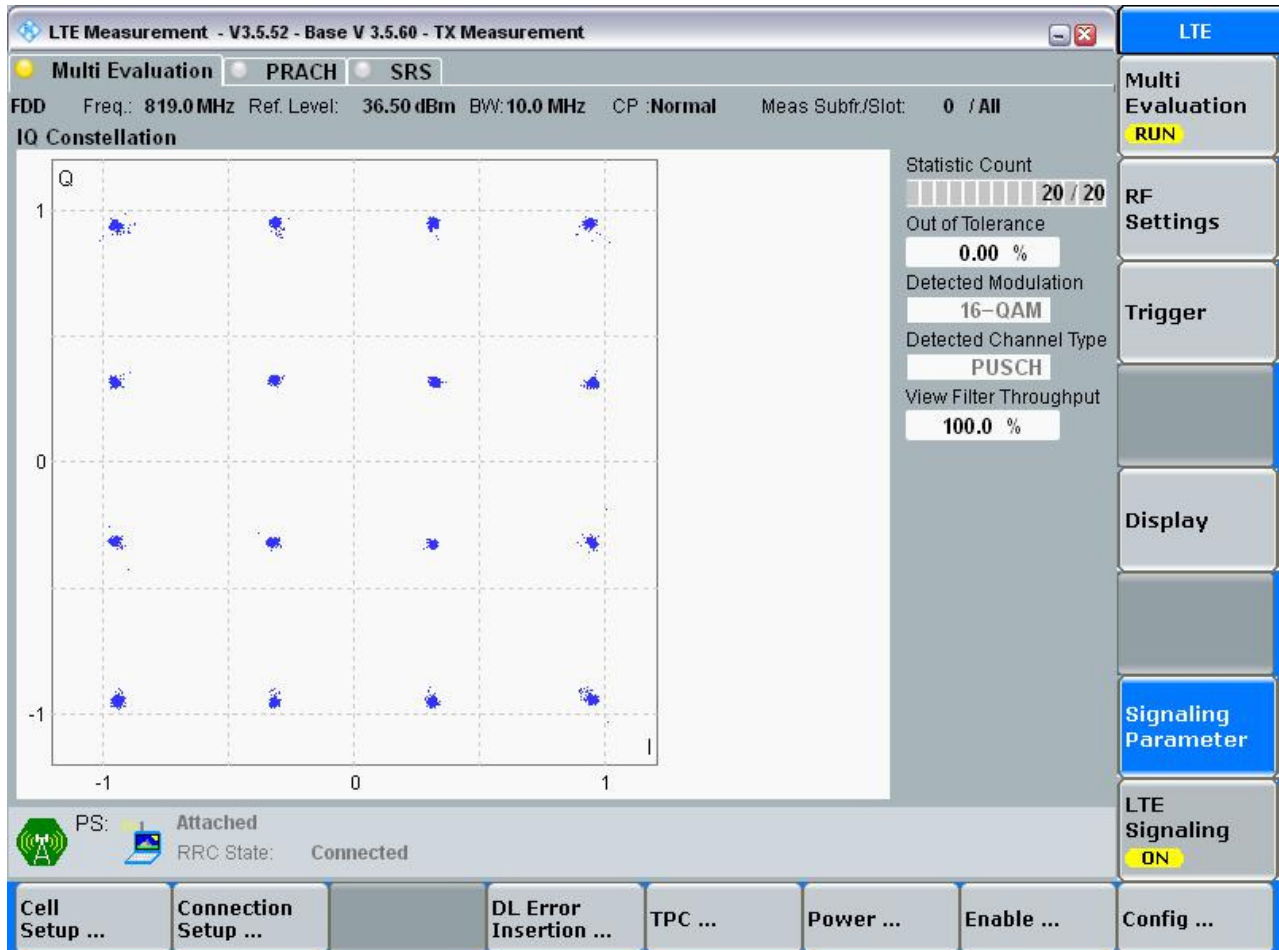 LTE Measurement - V3.5.52 - Base V 3.5.60 - TX Measurement
LTE
Multi Evaluation PRACH SRS
FDD Freq.: 819.0 MHz Ref. Level: 36.50 dBm BW: 10.0 MHz CP :Normal Meas Subfr./Slot: 0 / All
IQ Constellation
Q
1
0
-1
I
-1 0 1
Statistic Count
20 / 20
Out of Tolerance
0.00 %
Detected Modulation
16-QAM
Detected Channel Type
PUSCH
View Filter Throughput
100.0 %
Multi
Evaluation
RUN
RF
Settings
Trigger
Display
Signaling
Parameter
LTE
Signaling
ON
PS: Attached
RRC State: Connected
Cell
Setup ...
Connection
Setup ...
DL Error
Insertion ...
TPC ...
Power ...
Enable ...
Config ...